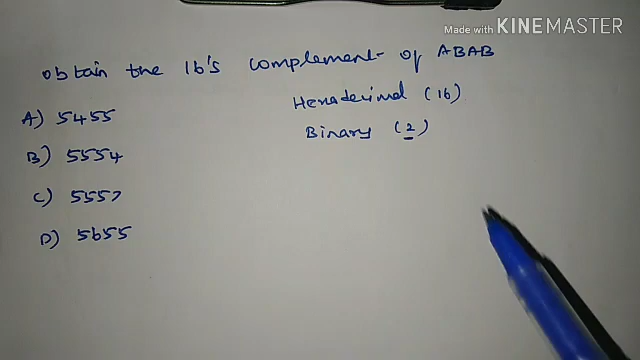 Made with KINEMASTER
obtain the 16's complement of ABAB
Hexadecimal (16)
Binary (2)
A) 5455
B) 5554
C) 5557
D) 5655